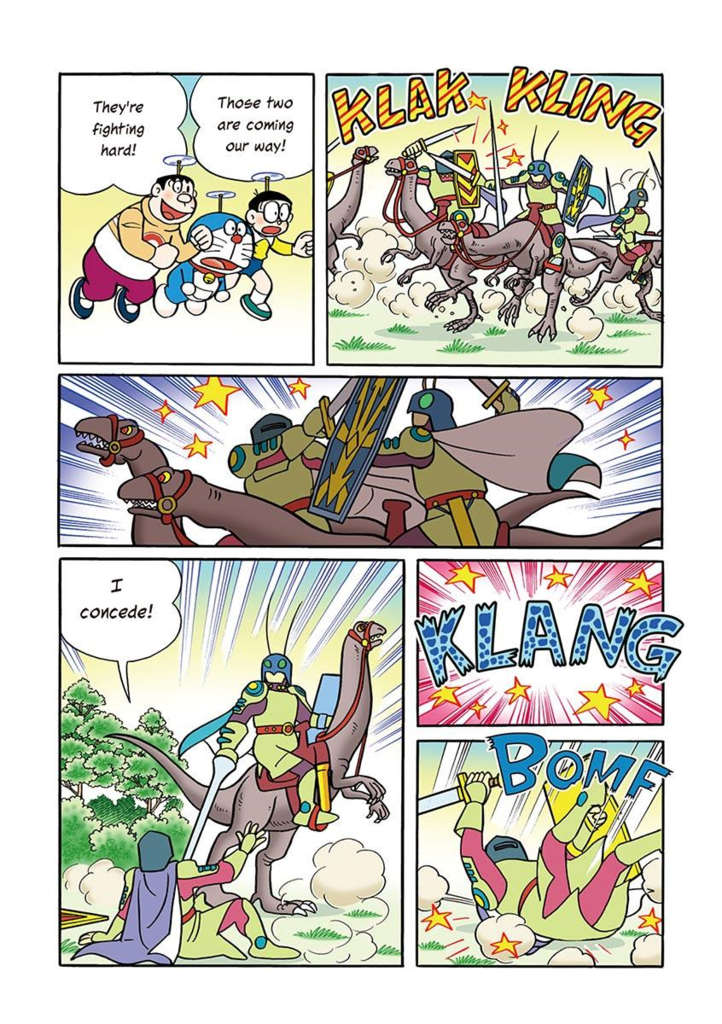 KLAK KLING
Those two
are coming
our way!
They're
fighting
hard!
KLANG
BOMF
I
concede!